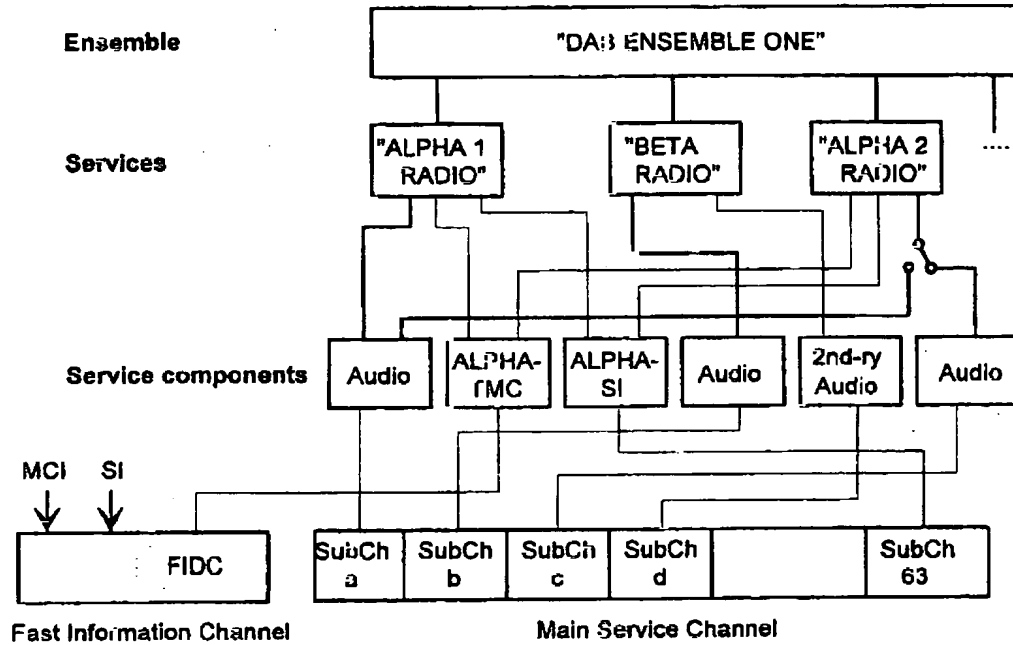 Ensemble
"DAB ENSEMBLE ONE"
Services
"ALPHA 1
RADIO"
"BETA
RADIO"
"ALPHA 2
RADIO"
.....
Service components
Audio
ALPHA-
TMC
ALPHA-
SI
Audio
2nd-ry
Audio
Audio
MCI
SI
FIDC
SubCh
a
SubCh
b
SubCh
c
SubCh
d
SubCh
63
Fast Information Channel
Main Service Channel